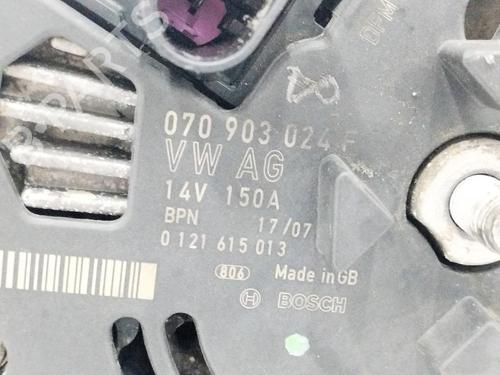 DFM
070 903 024 F
VW AG
14V 150A
BPN 17/07
0 121 615 013
806 Made in GB
BOSCH